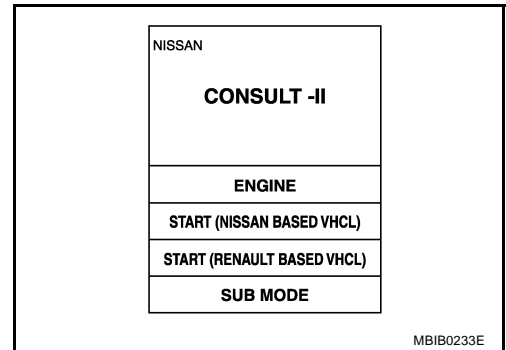 NISSAN
CONSULT -II
ENGINE
START (NISSAN BASED VHCL)
START (RENAULT BASED VHCL)
SUB MODE
MBIB0233E